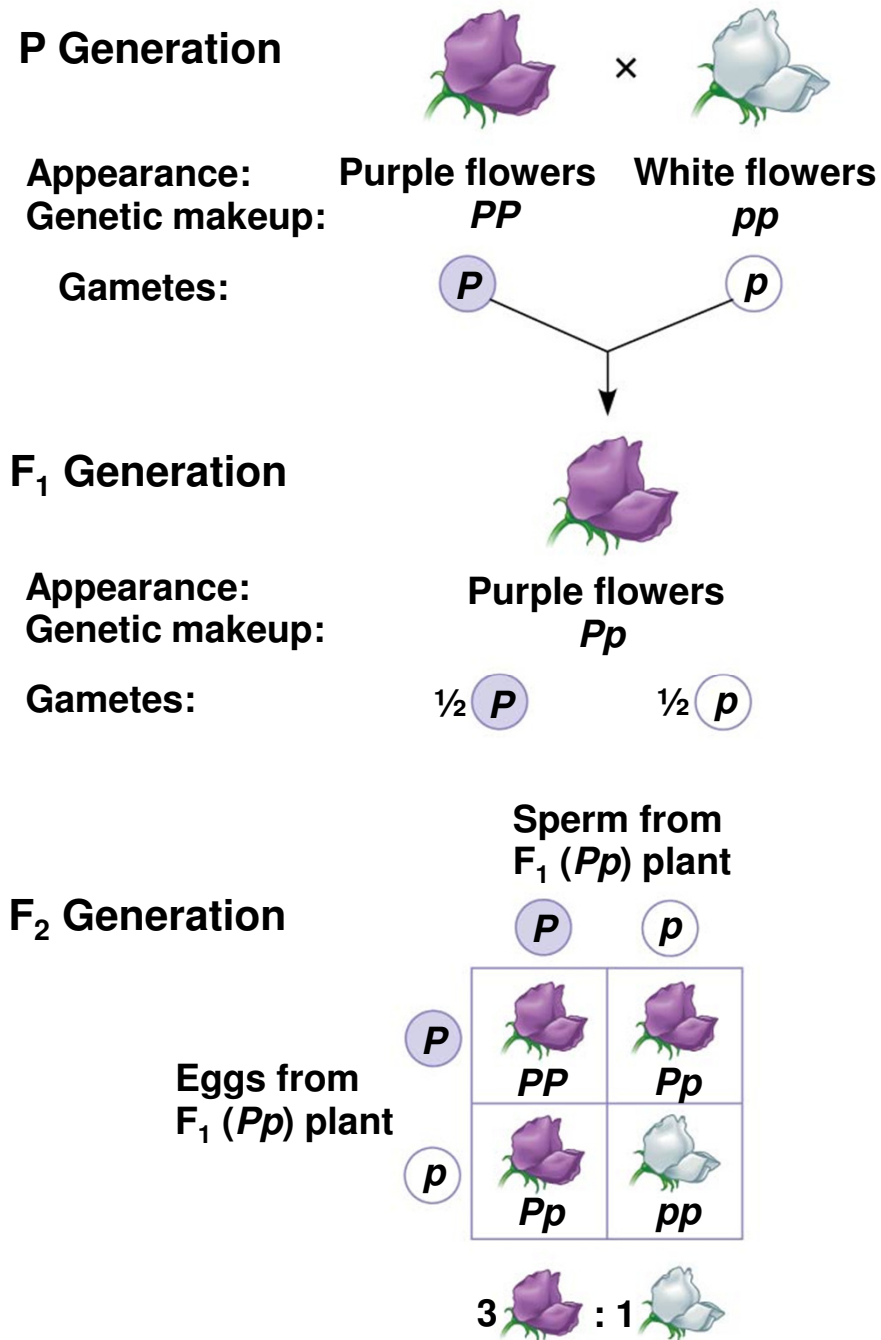 P Generation
×
Appearance: Purple flowers White flowers
Genetic makeup: PP pp
Gametes: P p
F₁ Generation
Appearance: Purple flowers
Genetic makeup: Pp
Gametes: ½ P ½ p
Sperm from
F₁ (Pp) plant
F₂ Generation
P p
P
PP Pp
Eggs from
F₁ (Pp) plant
p
Pp pp
3 : 1